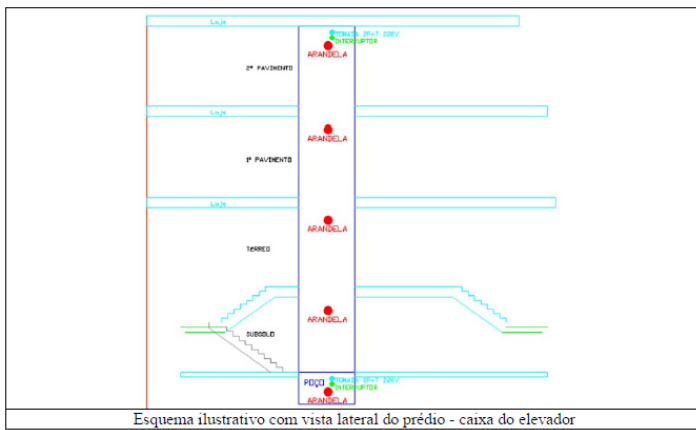 Laje
TOMADA 2P+T 220V
INTERRUPTOR
ARANDELA
2º PAVIMENTO
Laje
ARANDELA
1º PAVIMENTO
Laje
ARANDELA
TéRREO
ARANDELA
SUBSOLO
POÇO
TOMADA 2P+T 220V
INTERRUPTOR
ARANDELA
Esquema ilustrativo com vista lateral do prédio - caixa do elevador